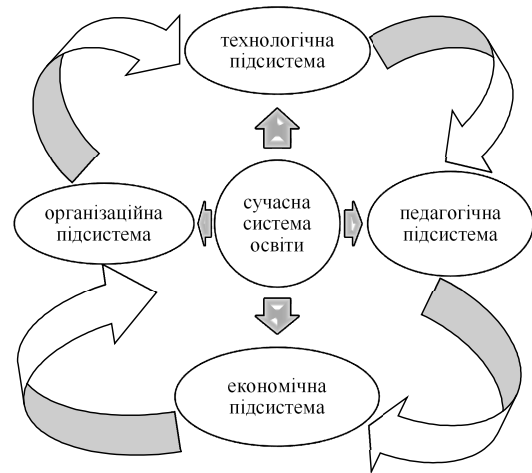 технологічна
підсистема
організаційна
підсистема
сучасна
система
освіти
педагогічна
підсистема
економічна
підсистема